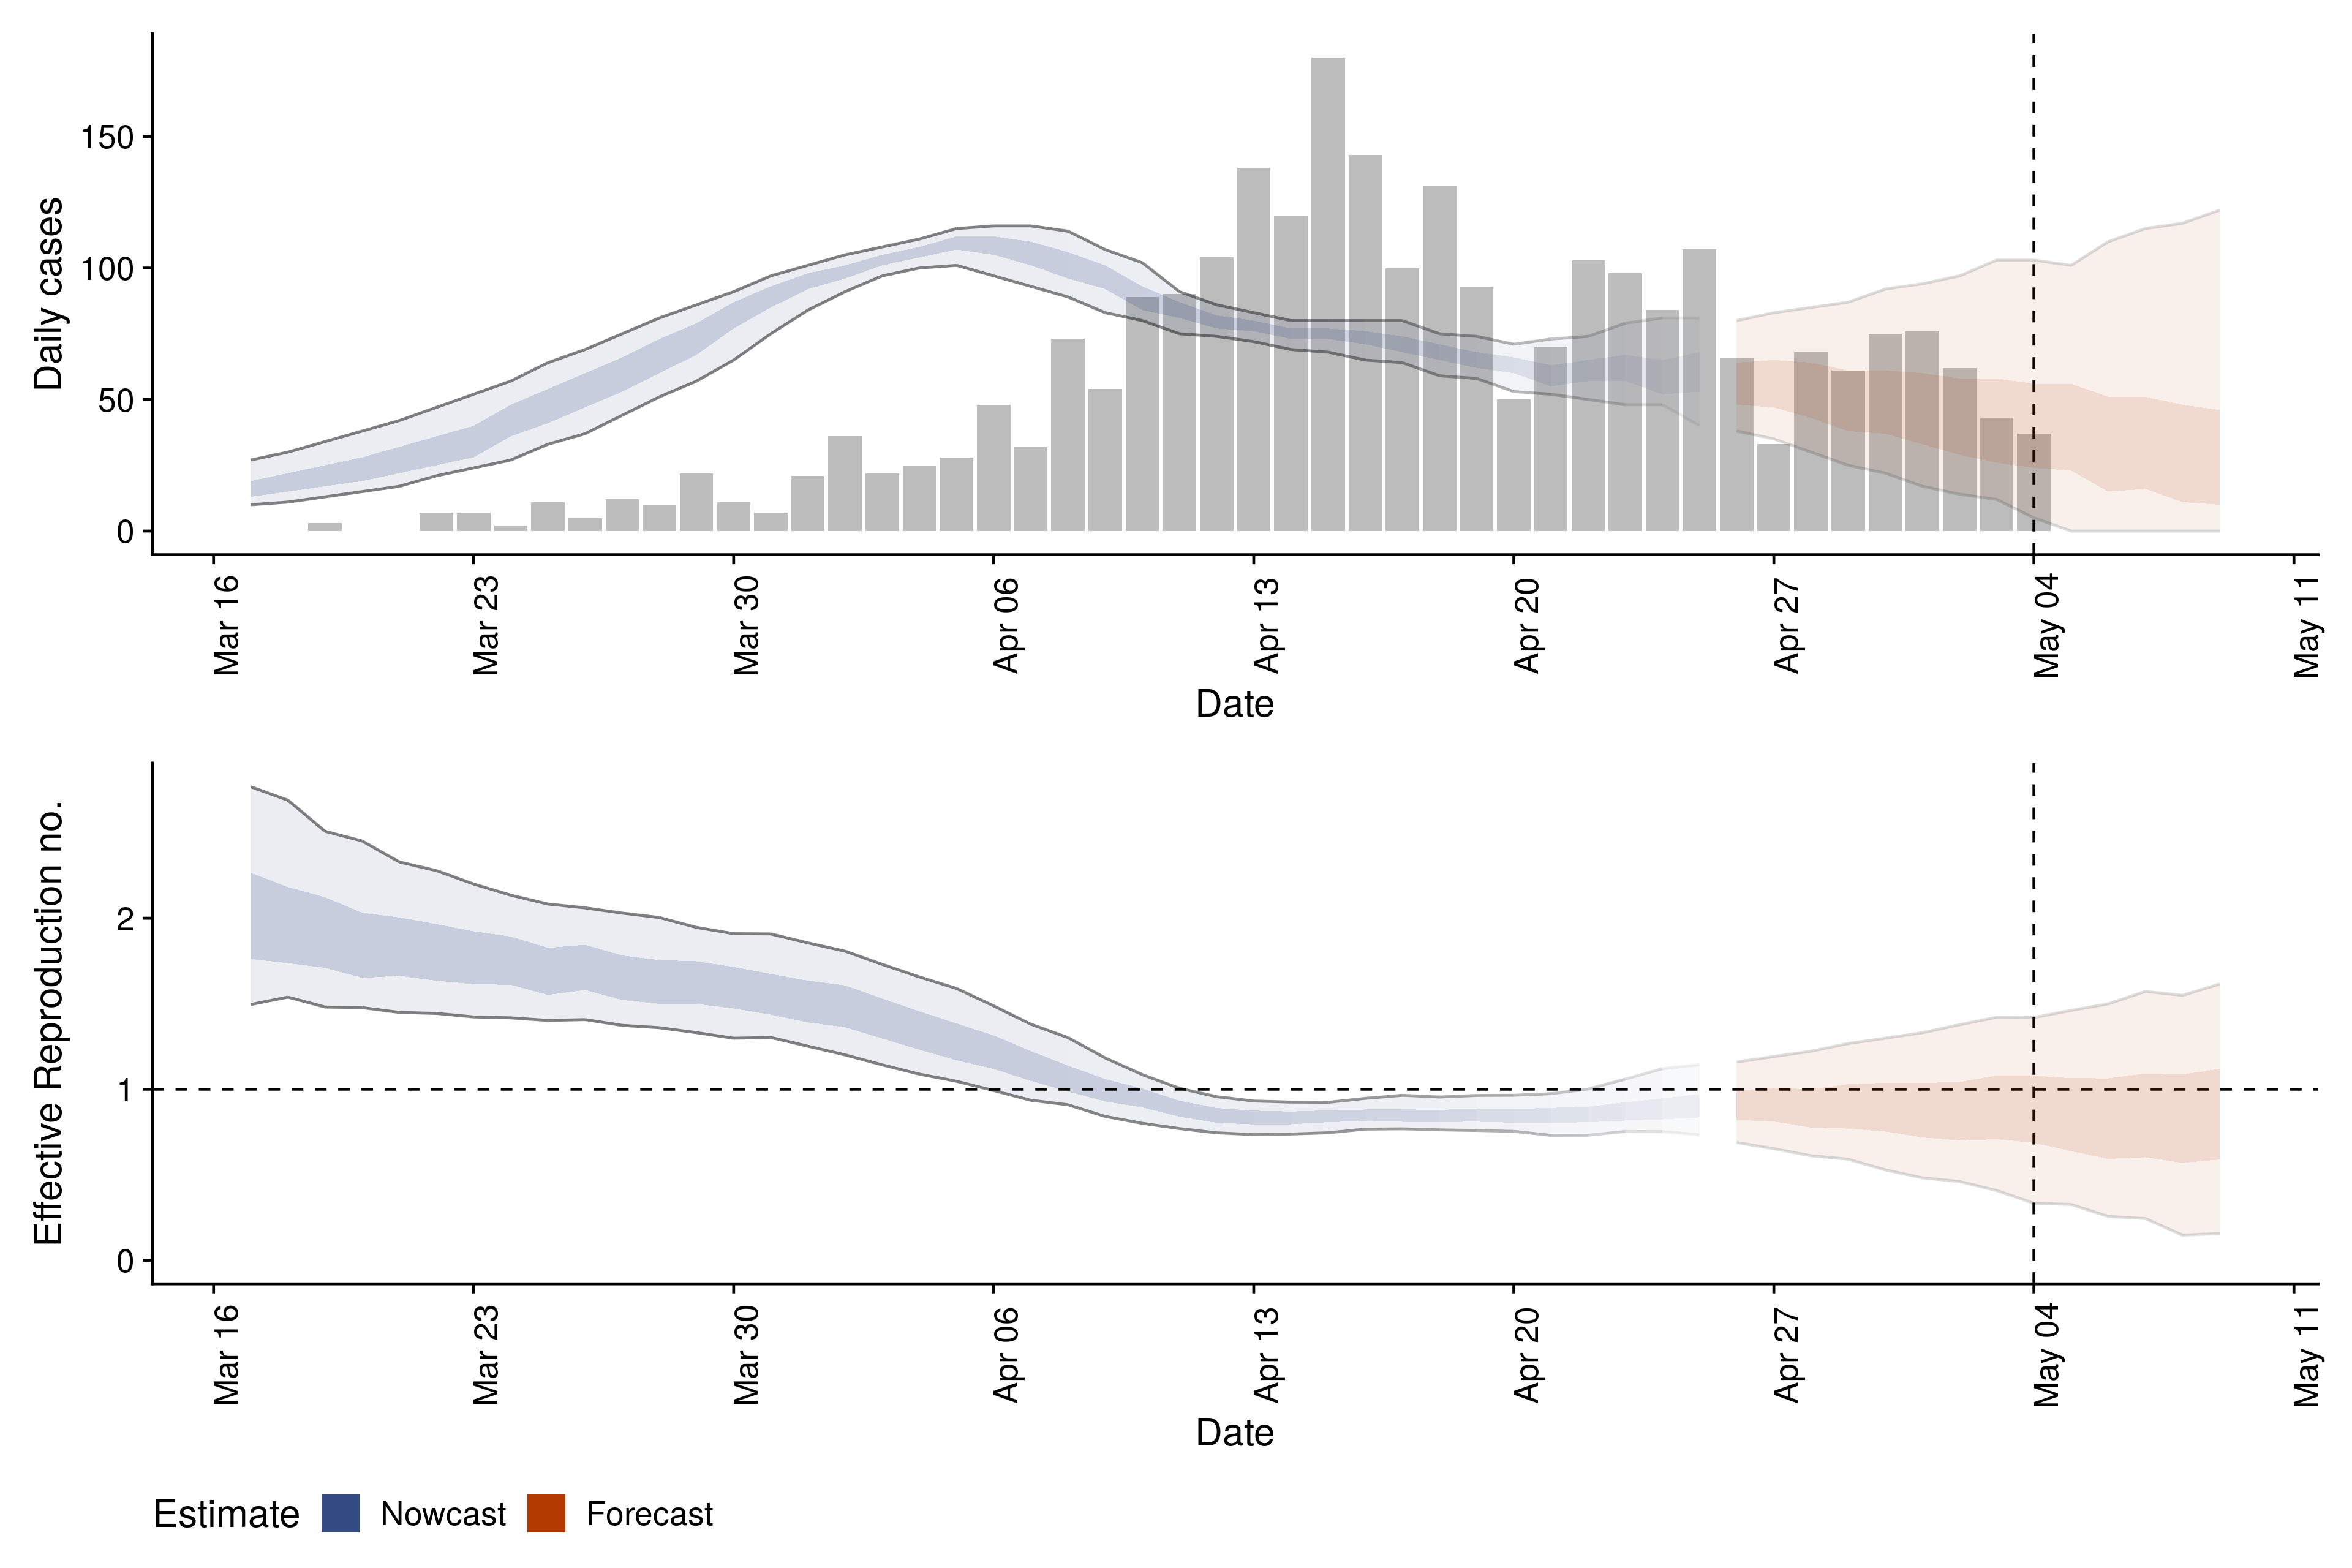 Daily cases
150
100
50
0
Mar 16
Mar 23
Mar 30
Apr 06
Apr 13
Apr 20
Apr 27
May 04
May 11
Date
Effective Reproduction no.
2
1
0
Mar 16
Mar 23
Mar 30
Apr 06
Apr 13
Apr 20
Apr 27
May 04
May 11
Date
Estimate Nowcast Forecast